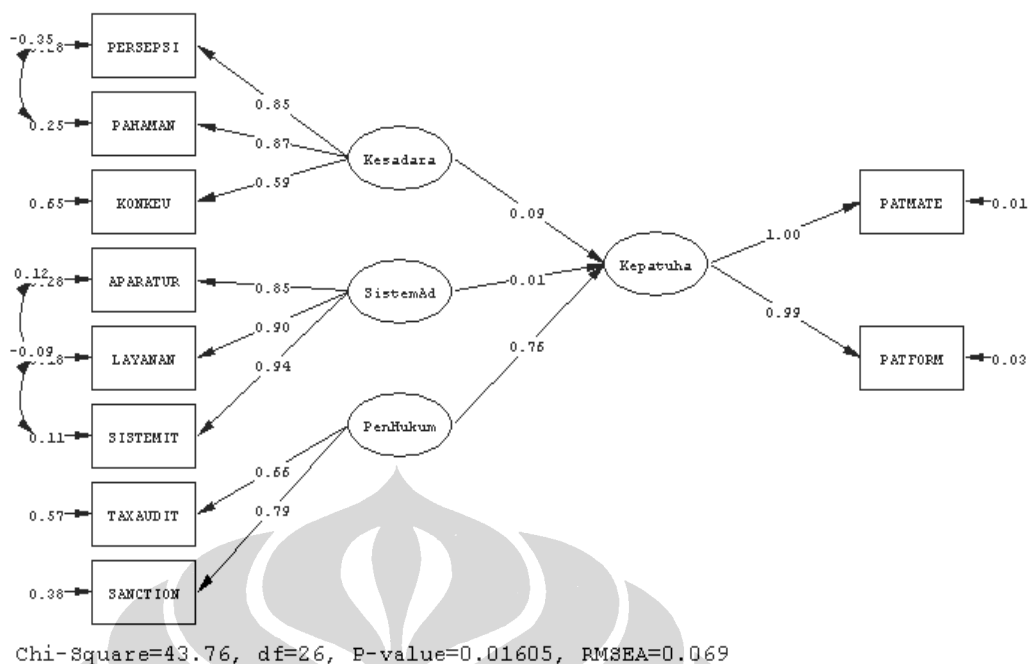 -0.35
PERSEPSI
0.85
0.25 PAHAMAN
0.87
Kesadara
0.65 KONKEU
0.59
0.09
PATMATE 0.01
1.00
0.12
APARATUR
0.85
SistemAd
0.01
Kepatuha
0.90
0.99
-0.09
LAYANAN
0.94
0.76
PATFORM 0.03
0.11 SISTEMIT
PenHukum
0.66
0.57 TAXAUDIT
0.79
0.38 SANCTION
Chi-Square=43.76, df=26, P-value=0.01605, RMSEA=0.069